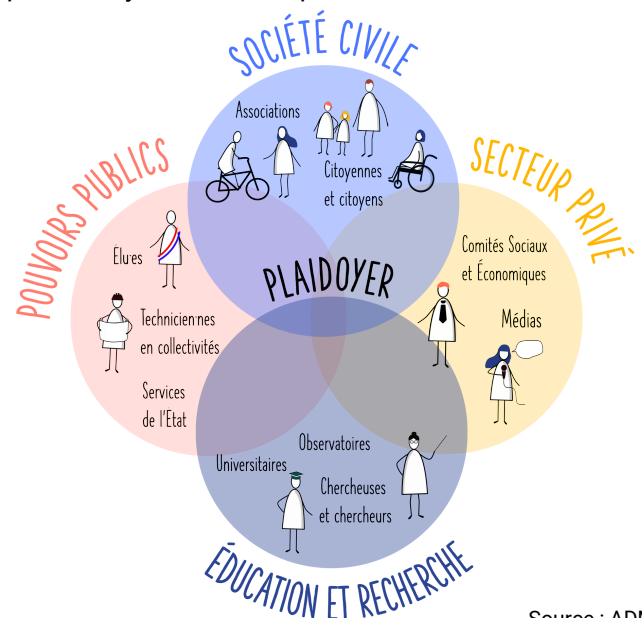 SOCIÉTÉ CIVILE
Associations
Citoyennes
et citoyens
POUVOIRS PUBLICS
Élu·es
Technicien·nes
en collectivités
Services
de l'Etat
SECTEUR PRIVÉ
Comités Sociaux
et Économiques
Médias
PLAIDOYER
Observatoires
Universitaires
Chercheuses
et chercheurs
ÉDUCATION ET RECHERCHE